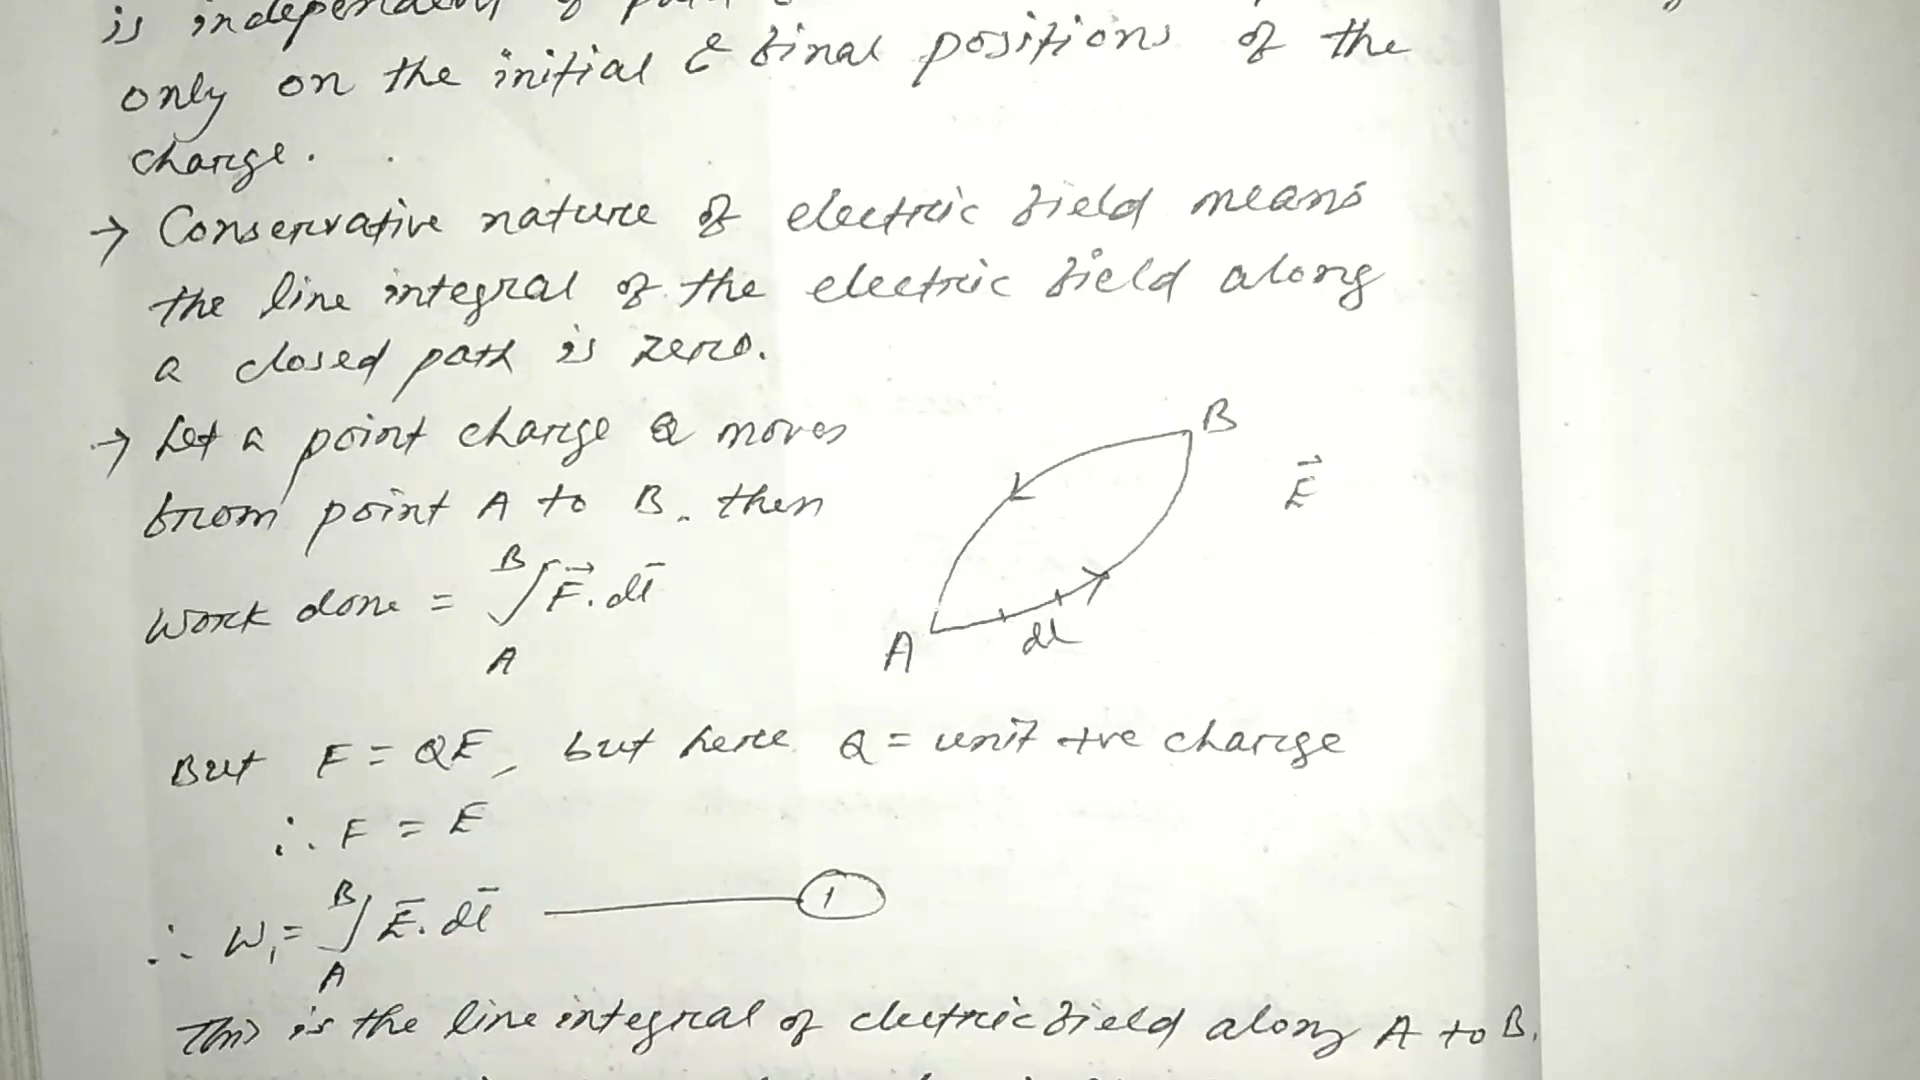 is independent of
only on the initial & final positions of the
charge.
→ Conservative nature of electric field means
the line integral of the electric field along
a closed path is zero.
→ Let a point charge Q moves
from point A to B. then
Work done = ᴮ∫_A F⃗. dl̄
B
E⃗
A
dl
But F = QE, but here Q = unit +ve charge
∴ F = E
∴ W₁ = ᴮ∫_A Ē. dl̄ ——— ①
This is the line integral of electric field along A to B.